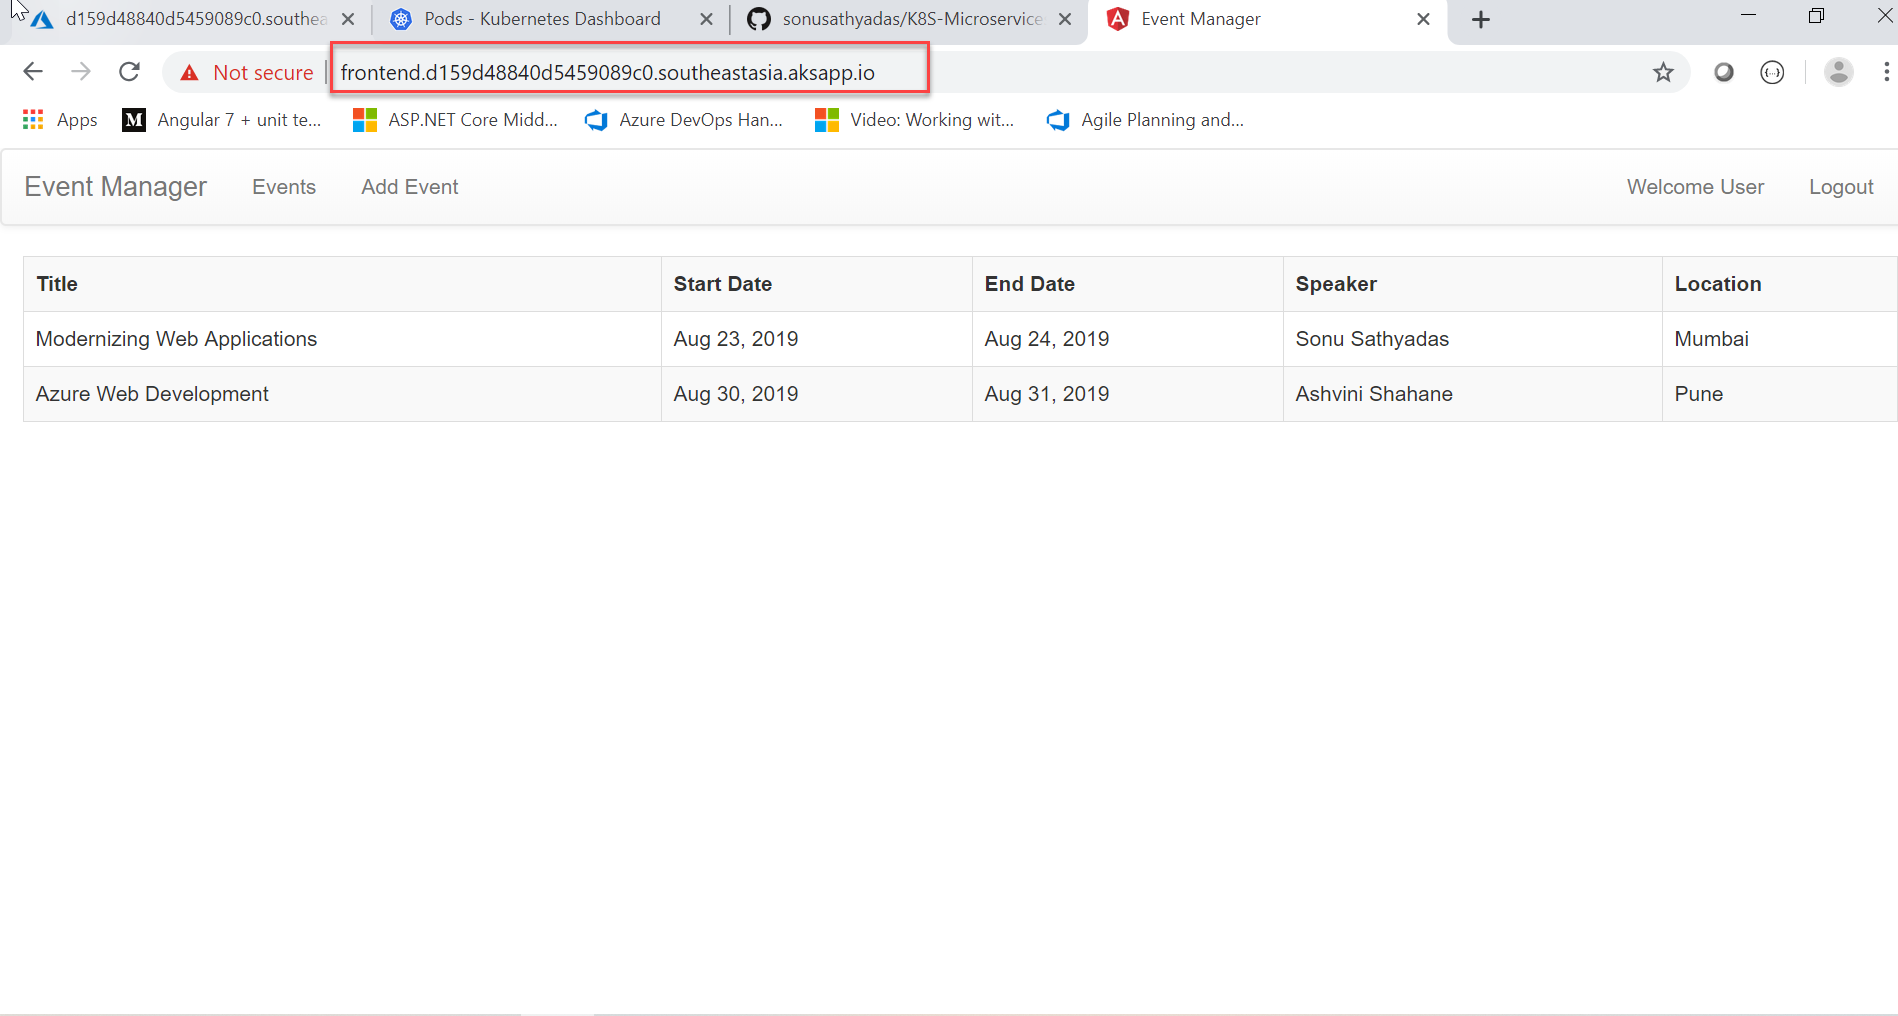 d159d48840d5459089c0.southea
Pods - Kubernetes Dashboard
sonusathyadas/K8S-Microservice
Event Manager
Not secure
frontend.d159d48840d5459089c0.southeastasia.aksapp.io
Apps
M
Angular 7 + unit te...
ASP.NET Core Midd...
Azure DevOps Han...
Video: Working wit...
Agile Planning and...
Event Manager Events Add Event Welcome User Logout
Title Start Date End Date Speaker Location
Modernizing Web Applications Aug 23, 2019 Aug 24, 2019 Sonu Sathyadas Mumbai
Azure Web Development Aug 30, 2019 Aug 31, 2019 Ashvini Shahane Pune